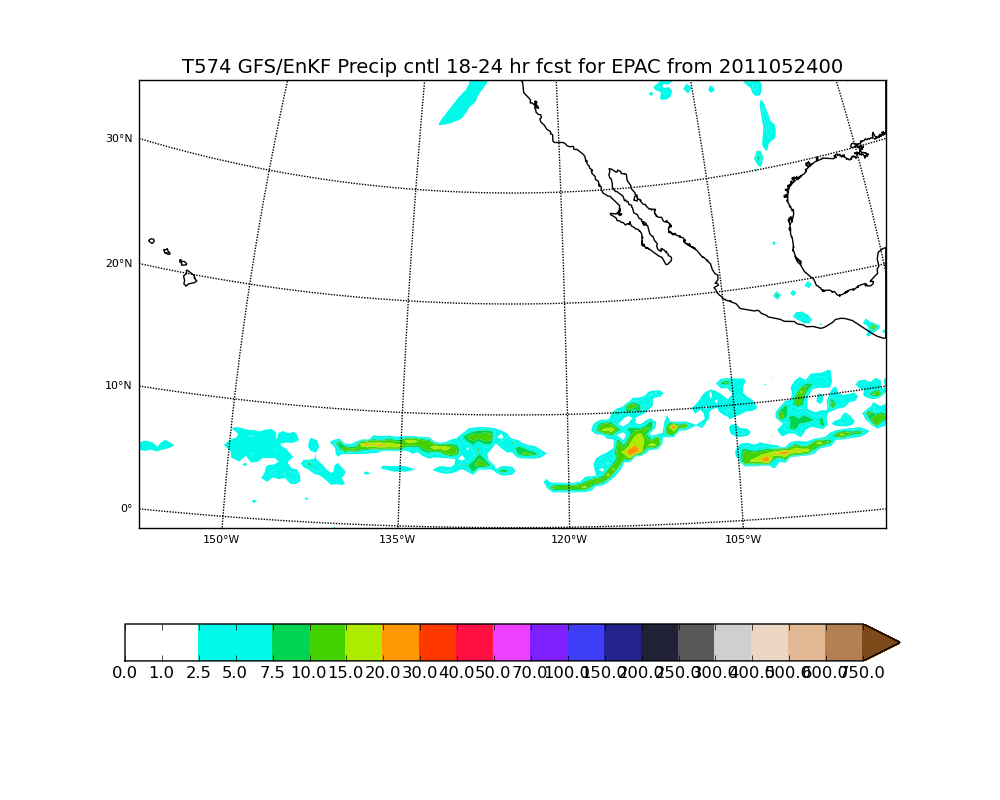 T574 GFS/EnKF Precip cntl 18-24 hr fcst for EPAC from 2011052400
30°N
20°N
10°N
0°
150°W 135°W 120°W 105°W
0.0 1.0 2.5 5.0 7.5 10.0 15.0 20.0 30.0 40.0 50.0 70.0 100.0 150.0 200.0 250.0 300.0 400.0 500.0 600.0 750.0